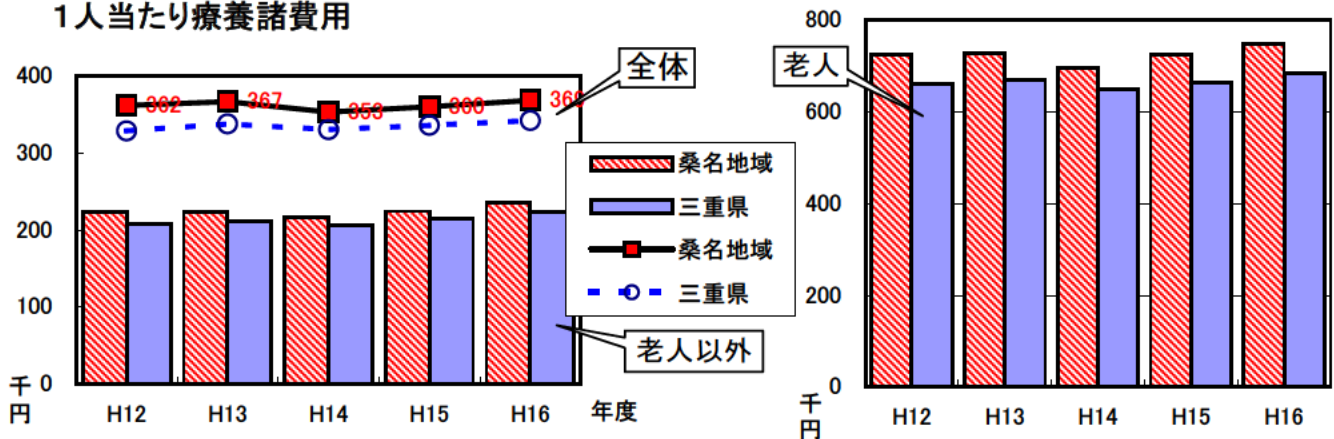 1人当たり療養諸費用
400
300
200
100
0
千円
362
367
353
360
H12
H13
H14
H15
H16
年度
全体
桑名地域
三重県
桑名地域
三重県
老人以外
800
600
400
200
0
千円
老人
H12
H13
H14
H15
H16